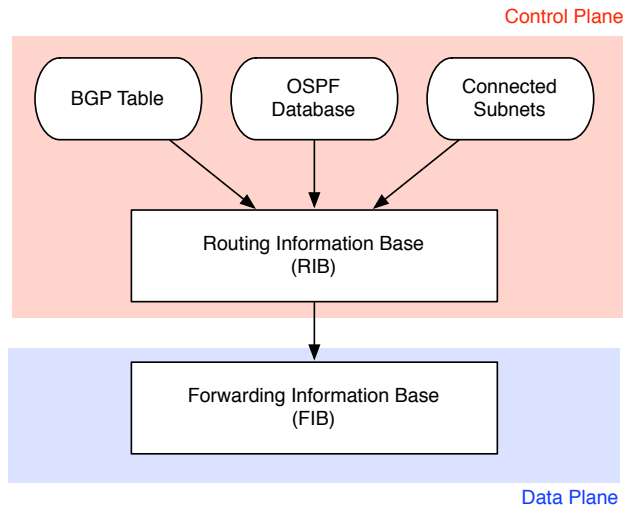 Control Plane
BGP Table
OSPF
Database
Connected
Subnets
Routing Information Base
(RIB)
Forwarding Information Base
(FIB)
Data Plane